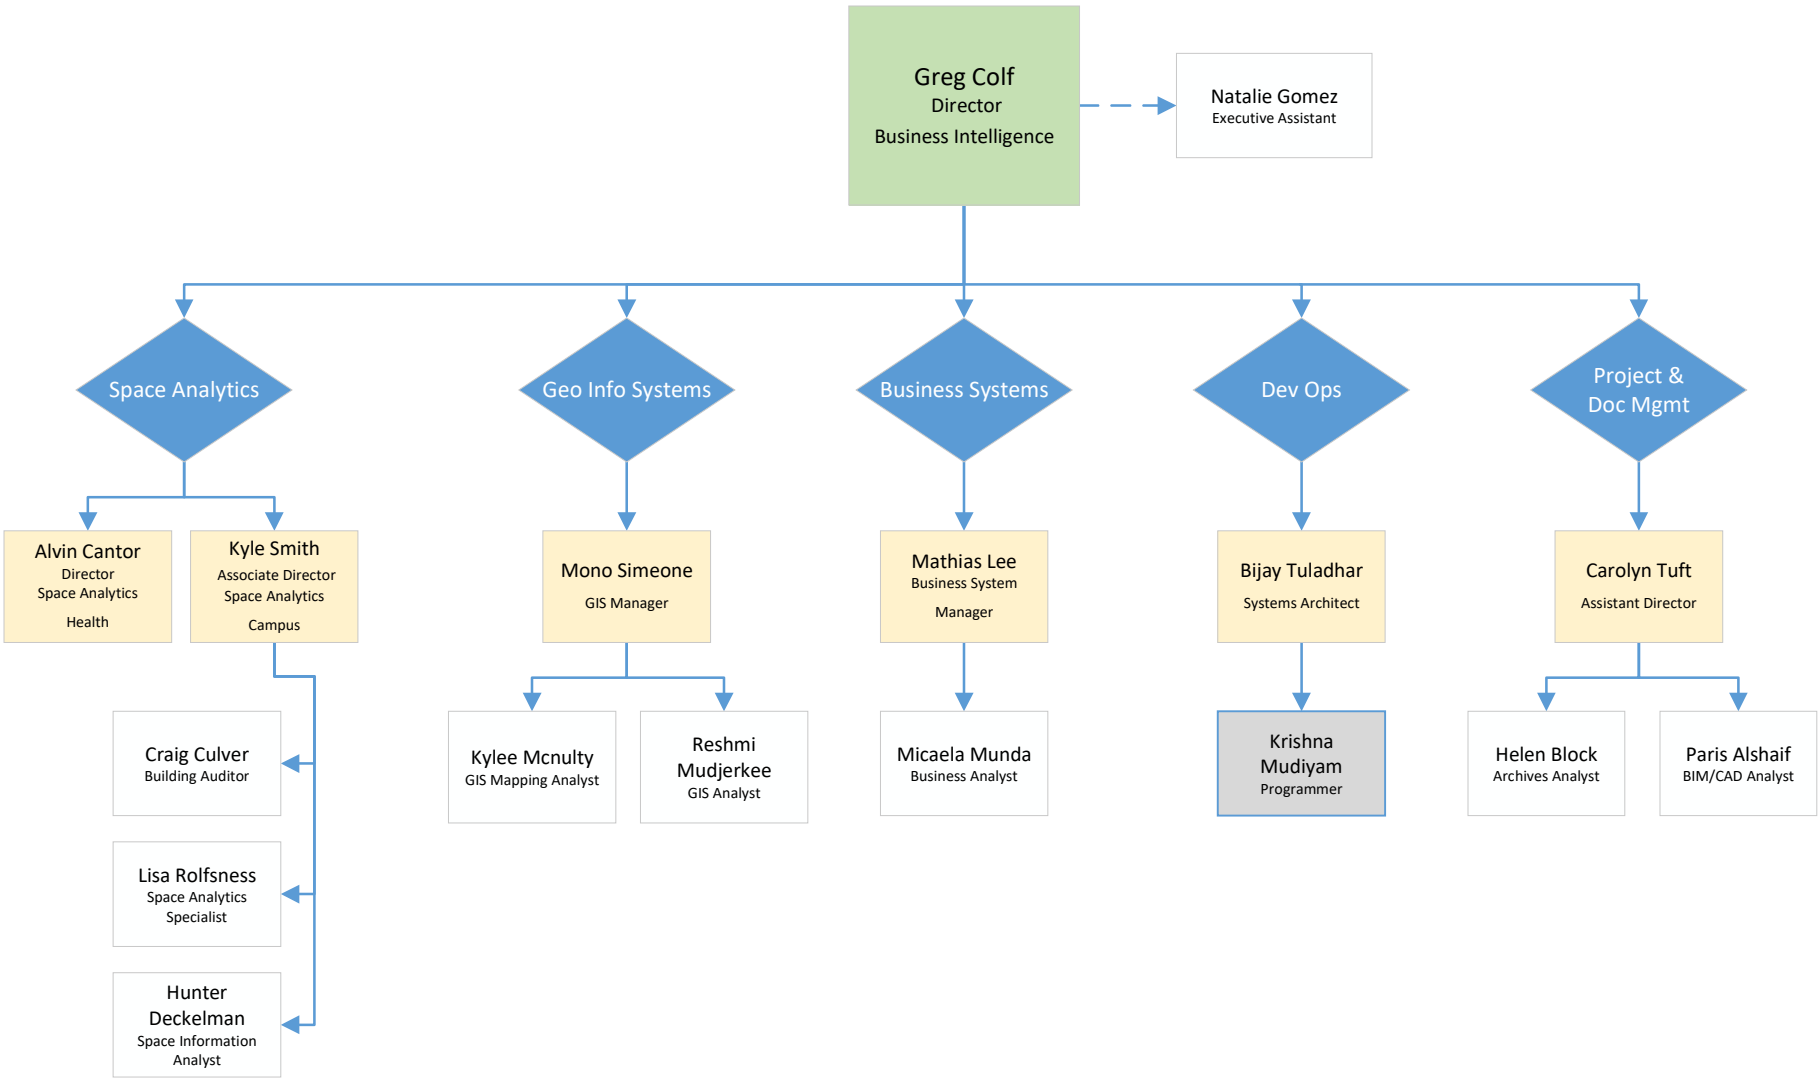 Greg Colf
Director
Business Intelligence
Natalie Gomez
Executive Assistant
Space Analytics
Geo Info Systems
Business Systems
Dev Ops
Project &
Doc Mgmt
Alvin Cantor
Director
Space Analytics
Health
Kyle Smith
Associate Director
Space Analytics
Campus
Mono Simeone
GIS Manager
Mathias Lee
Business System
Manager
Bijay Tuladhar
Systems Architect
Carolyn Tuft
Assistant Director
Craig Culver
Building Auditor
Kylee Mcnulty
GIS Mapping Analyst
Reshmi
Mudjerkee
GIS Analyst
Micaela Munda
Business Analyst
Krishna
Mudiyam
Programmer
Helen Block
Archives Analyst
Paris Alshaif
BIM/CAD Analyst
Lisa Rolfsness
Space Analytics
Specialist
Hunter
Deckelman
Space Information
Analyst